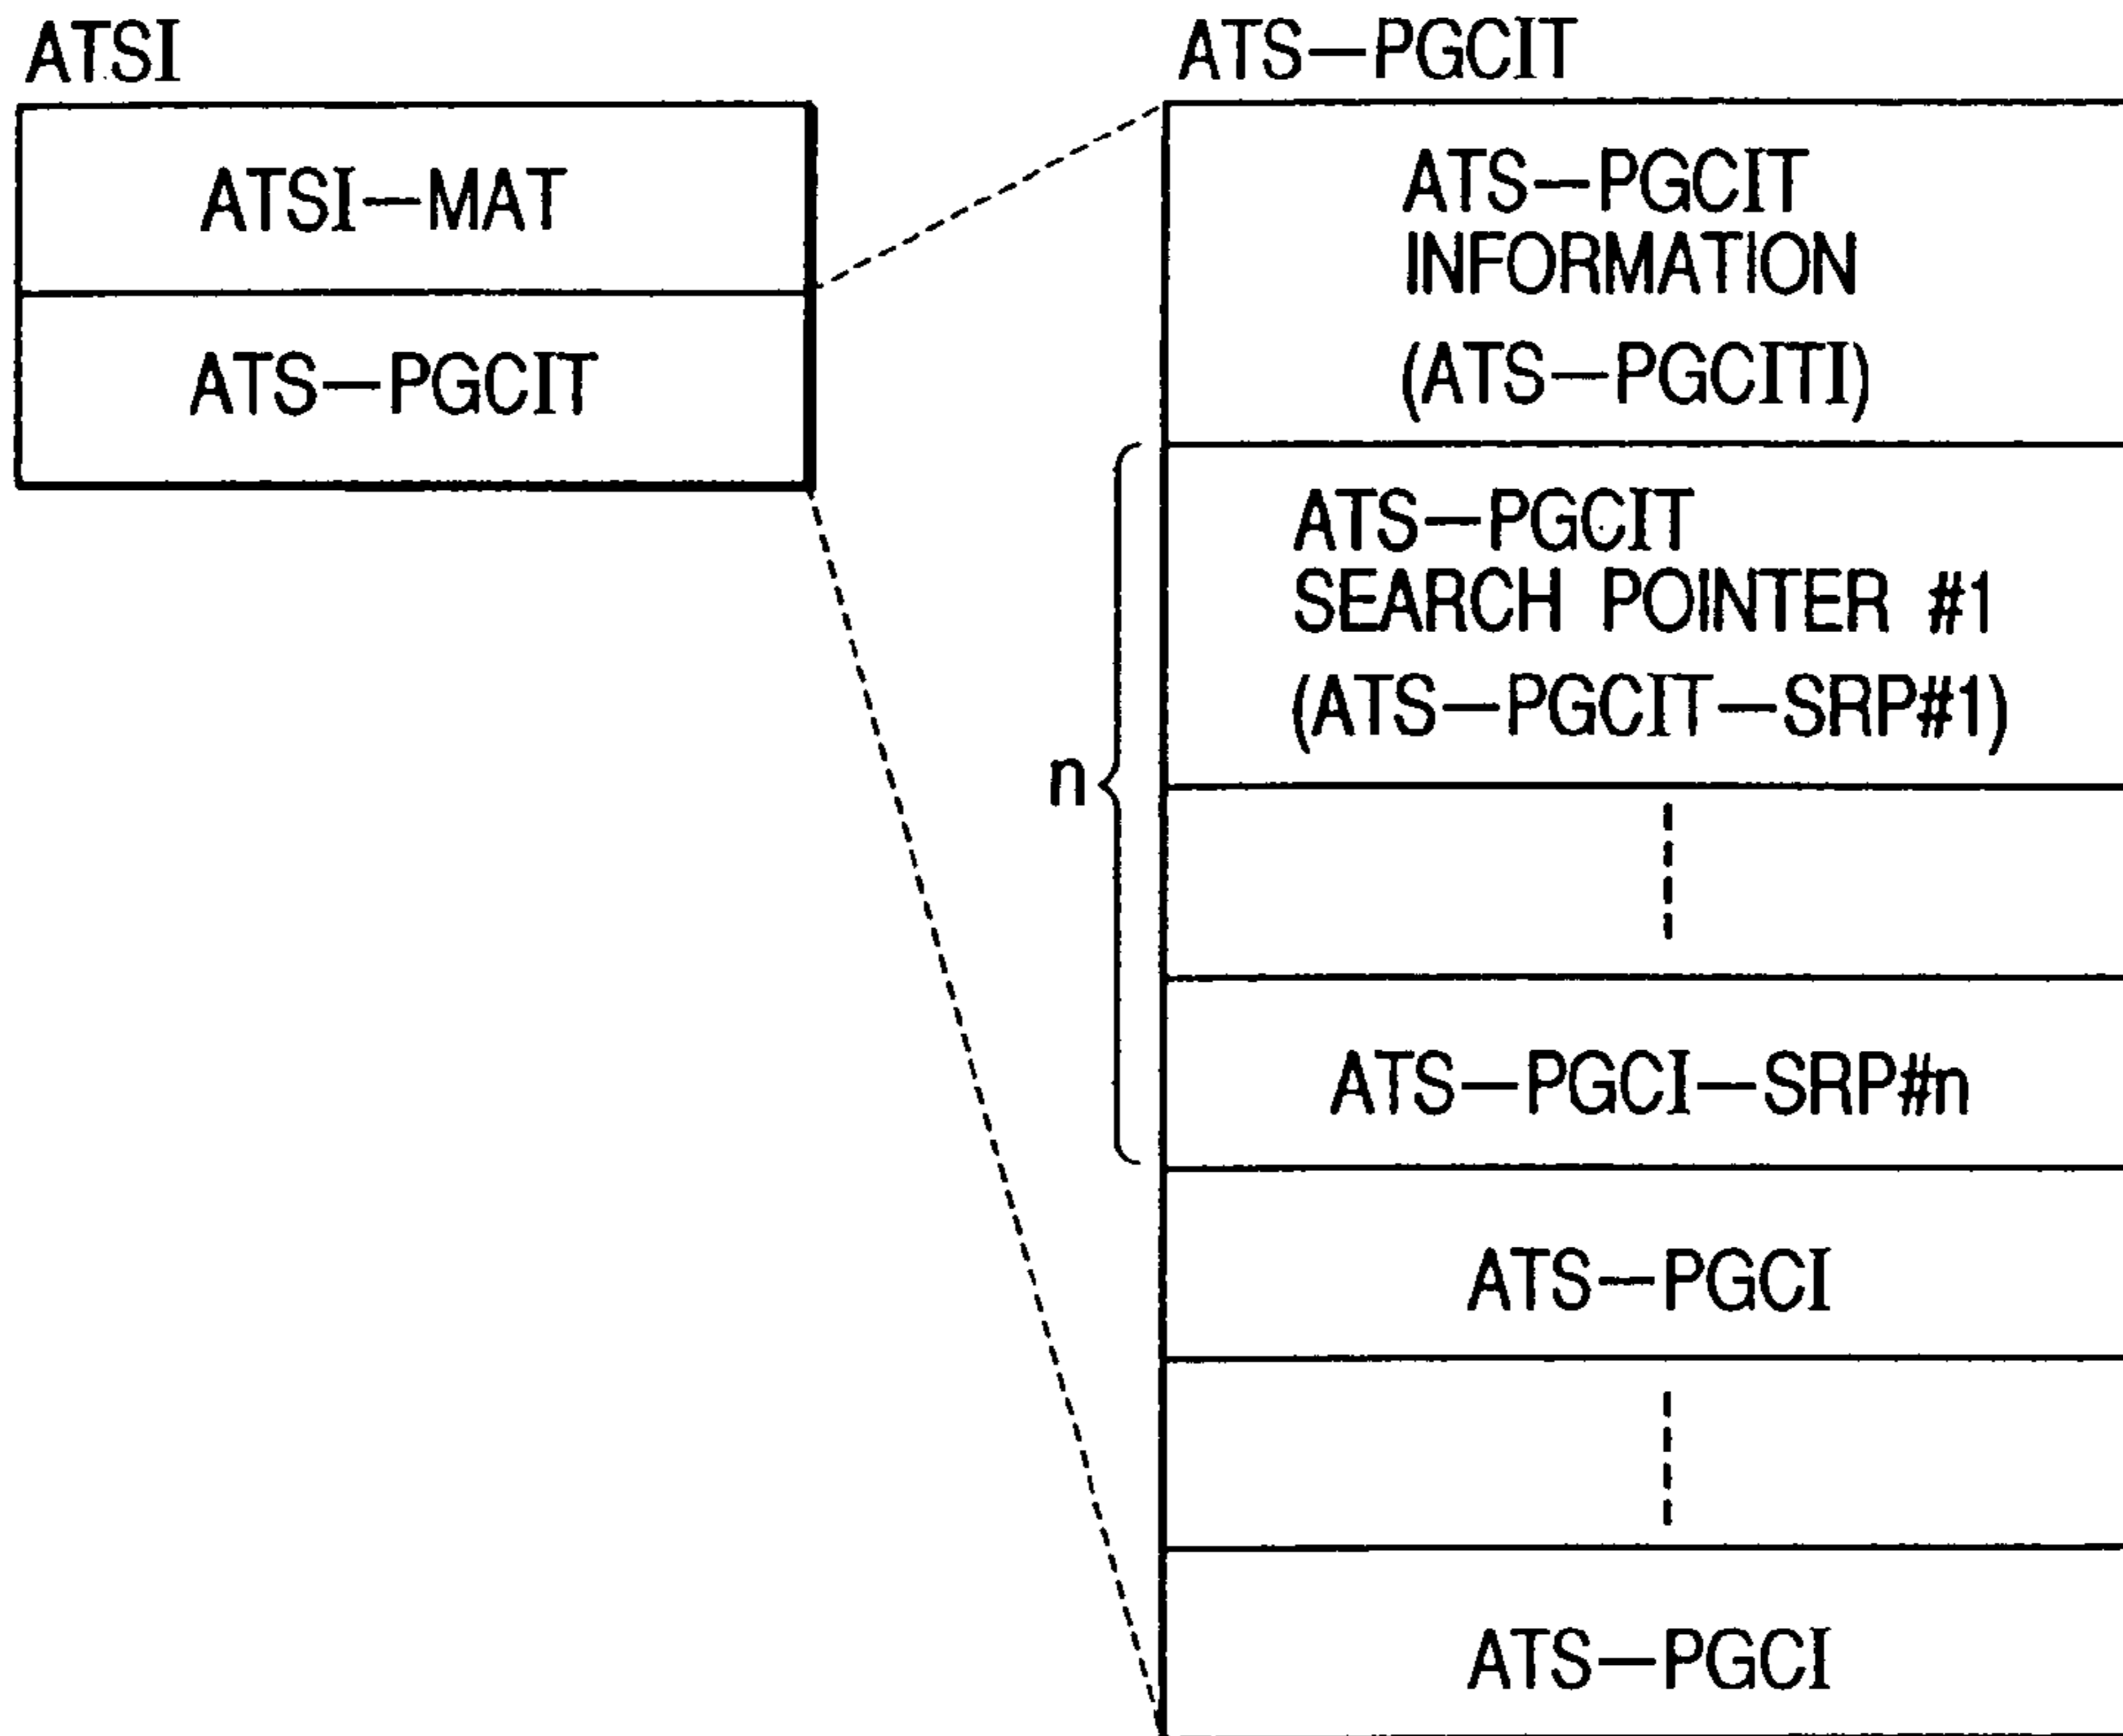 ATSI
ATSI—MAT
ATS—PGCIT
ATS—PGCIT
ATS—PGCIT
INFORMATION
(ATS—PGCITI)
n
ATS—PGCIT
SEARCH POINTER #1
(ATS—PGCIT—SRP#1)
ATS—PGCI—SRP#n
ATS—PGCI
ATS—PGCI